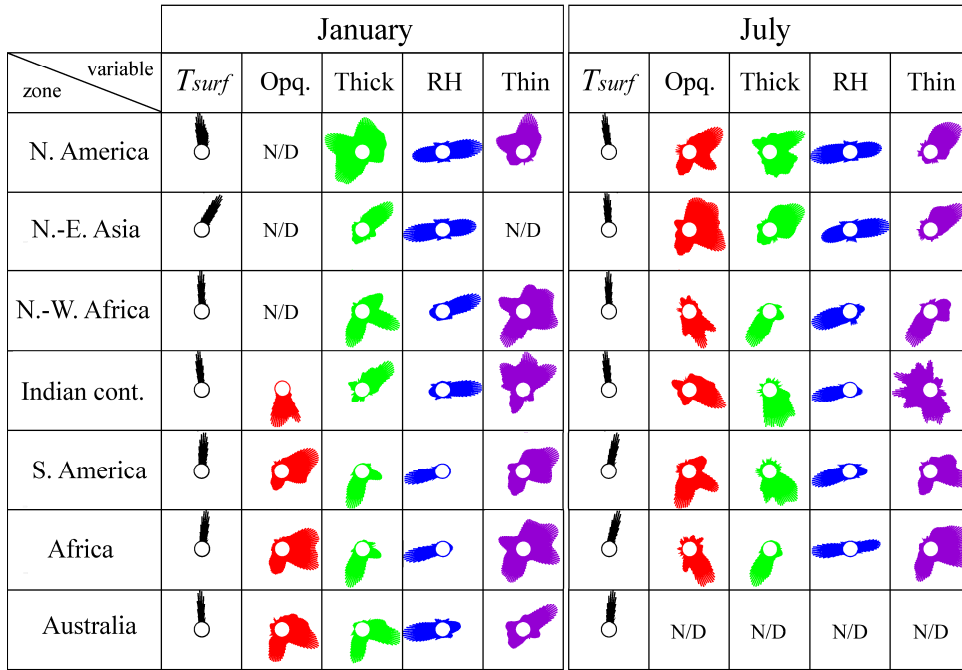 January July
variable
zone
Tsurf Opq. Thick RH Thin Tsurf Opq. Thick RH Thin
N. America N/D
N.-E. Asia N/D N/D
N.-W. Africa N/D
Indian cont.
S. America
Africa
Australia N/D N/D N/D N/D